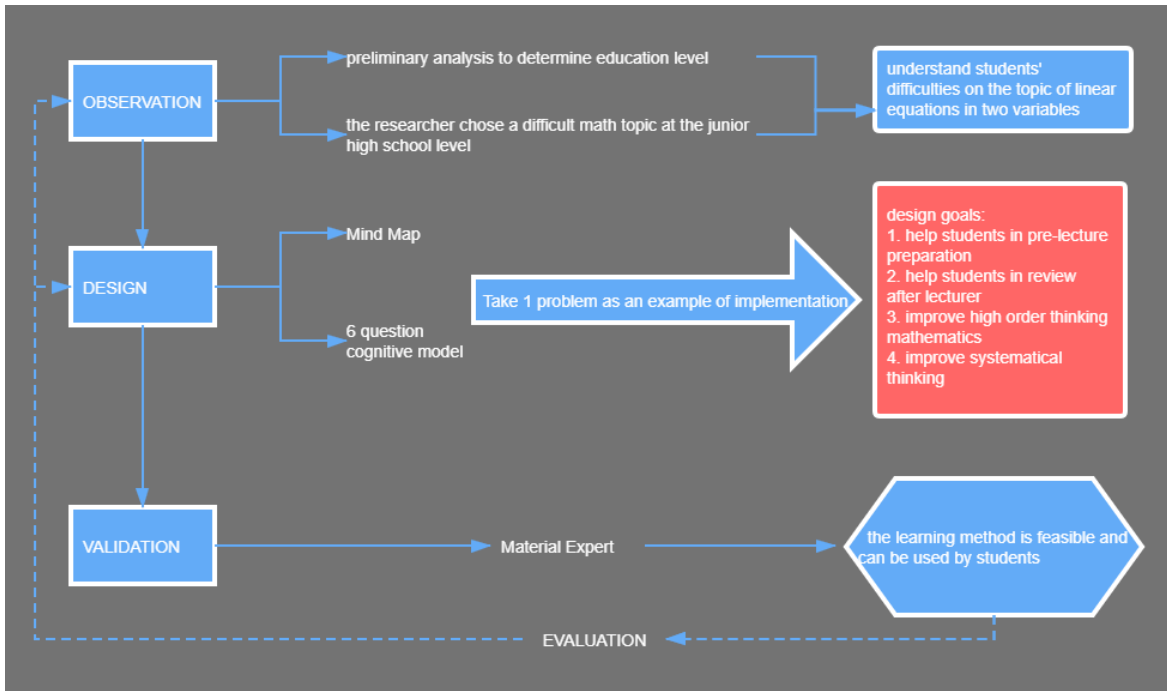 OBSERVATION
preliminary analysis to determine education level
the researcher chose a difficult math topic at the junior
high school level
understand students'
difficulties on the topic of linear
equations in two variables
DESIGN
Mind Map
6 question
cognitive model
Take 1 problem as an example of implementation
design goals:
1. help students in pre-lecture
preparation
2. help students in review
after lecturer
3. improve high order thinking
mathematics
4. improve systematical
thinking
VALIDATION
Material Expert
the learning method is feasible and
can be used by students
EVALUATION